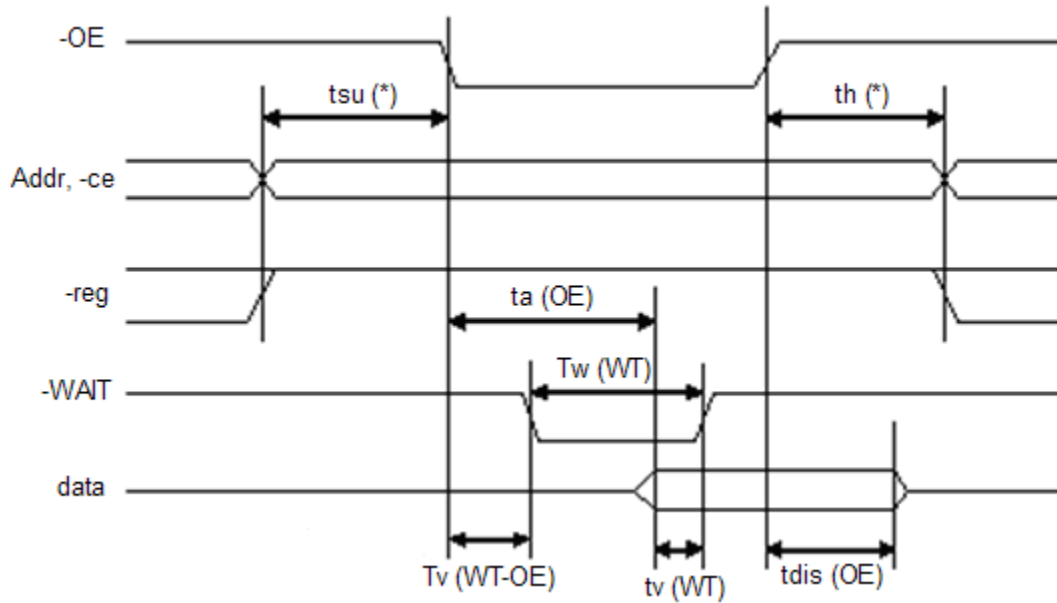 -OE
tsu (*)
th (*)
Addr, -ce
-reg
ta (OE)
Tw (WT)
-WAIT
data
Tv (WT-OE)
tv (WT)
tdis (OE)